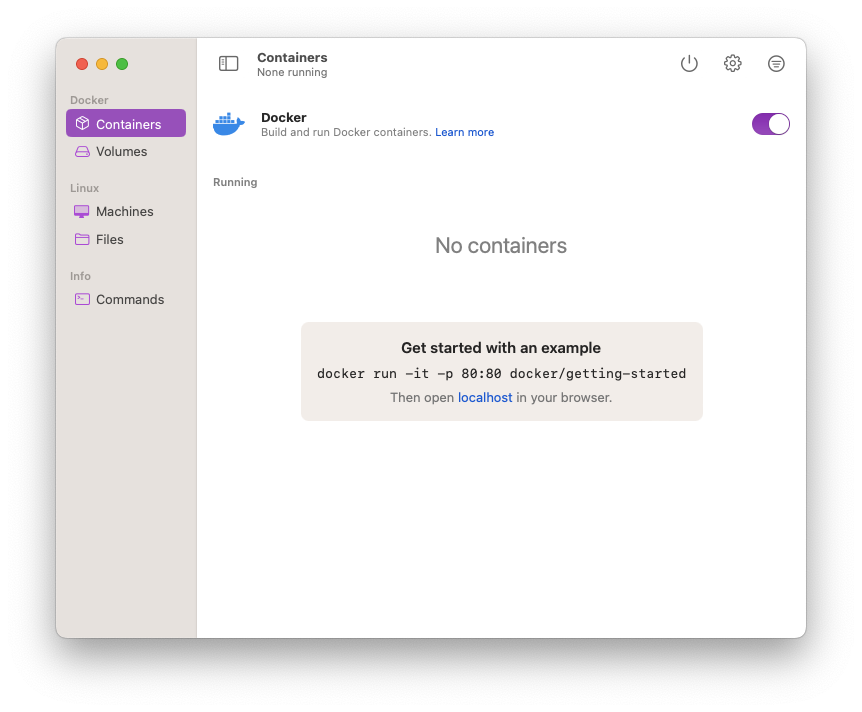 Containers
None running
Docker
Containers
Volumes
Linux
Machines
Files
Info
Commands
Docker
Build and run Docker containers. Learn more
Running
No containers
Get started with an example
docker run -it -p 80:80 docker/getting-started
Then open localhost in your browser.